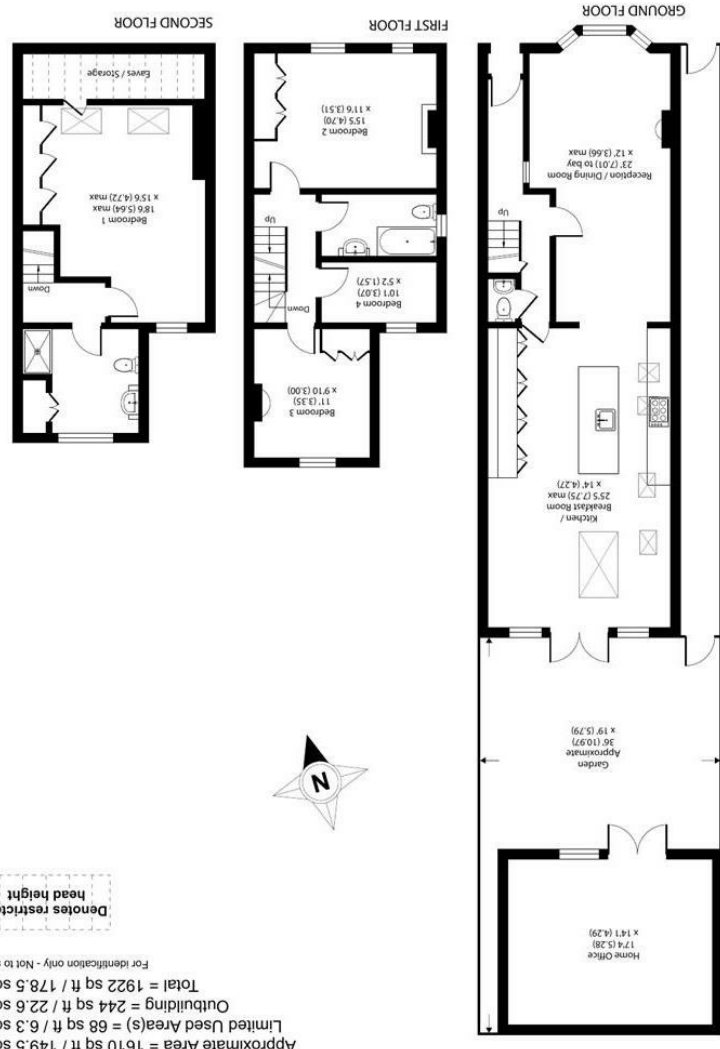 Approximate Area = 1610 sq ft / 149.5 sq
Limited Used Area(s) = 68 sq ft / 6.3 sq
Outbuilding = 244 sq ft / 22.6 sq
Total = 1922 sq ft / 178.5 sq
For identification only - Not to s
Denotes restricte
head height
N
Home Office
17'4 (5.28)
x 14'1 (4.29)
Garden
Approximate
36' (10.97)
x 19' (5.79)
Kitchen /
Breakfast Room
25'5 (7.75) max
x 14' (4.27)
Up
Reception / Dining Room
23' (7.01) to bay
x 12' (3.66) max
GROUND FLOOR
Bedroom 3
11' (3.35)
x 9'10 (3.00)
Down
Bedroom 4
10'1 (3.07)
x 5'2 (1.57)
Up
Bedroom 2
15'5 (4.70)
x 11'6 (3.51)
FIRST FLOOR
Down
Bedroom 1
18'6 (5.64) max
x 15'6 (4.72) max
Eaves / Storage
SECOND FLOOR